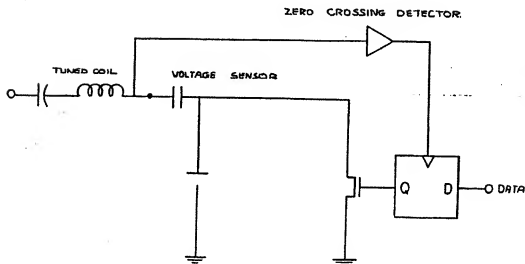 ZERO CROSSING DETECTOR.
TUNED COIL
VOLTAGE SENSOR
Q D DATA